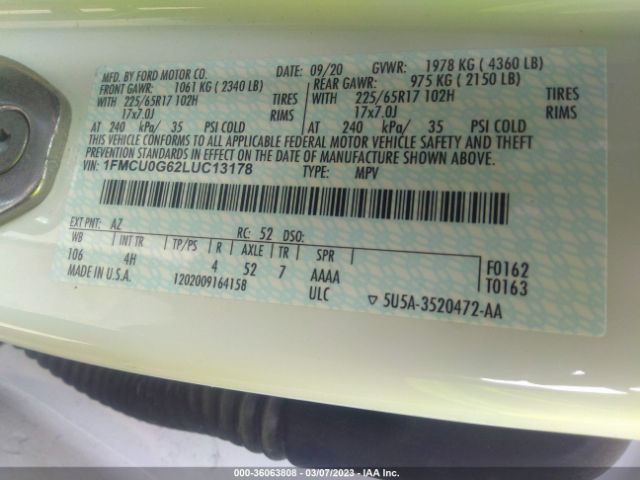 MFD. BY FORD MOTOR CO. 09/20 GVWR: 1978 KG ( 4360 LB)
FRONT GAWR: 1061 KG ( 2340 LB) REAR GAWR: 975 KG ( 2150 LB)
WITH 225/65R17 102H TIRES WITH 225/65R17 102H TIRES
17x7.0J RIMS 17x7.0J RIMS
AT 240 kPa/ 35 PSI COLD AT 240 kPa/ 35 PSI COLD
THIS VEHICLE CONFORMS TO ALL APPLICABLE FEDERAL MOTOR VEHICLE SAFETY AND THEFT
PREVENTION STANDARDS IN EFFECT ON THE DATE OF MANUFACTURE SHOWN ABOVE.
VIN: 1FMCU0G62LUC13178 TYPE: MPV
EXT PNT: AZ RC: 52 DSO:
WB INT TR TP/PS R AXLE TR SPR
106 4H 4 52 7 AAAA F0162
MADE IN U.S.A. 120200916415B ULC T0163
▽ 5U5A-3520472-AA
000-36063808 — 03/07/2023 — IAA Inc.